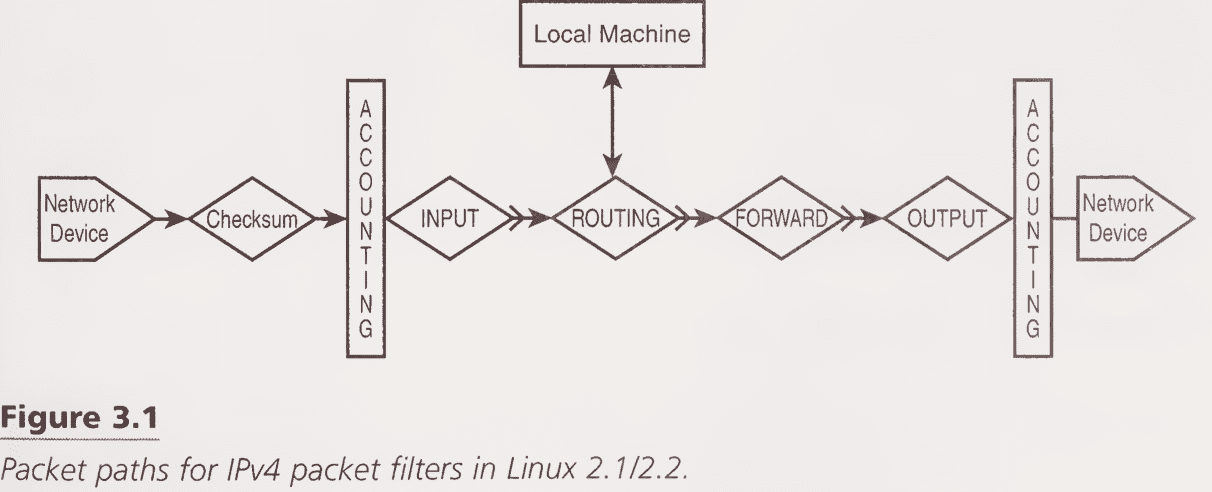 Local Machine
ACCOUNTING
ACCOUNTING
Network
Device
Checksum
INPUT
ROUTING
FORWARD
OUTPUT
Network
Device
Figure 3.1
Packet paths for IPv4 packet filters in Linux 2.1/2.2.